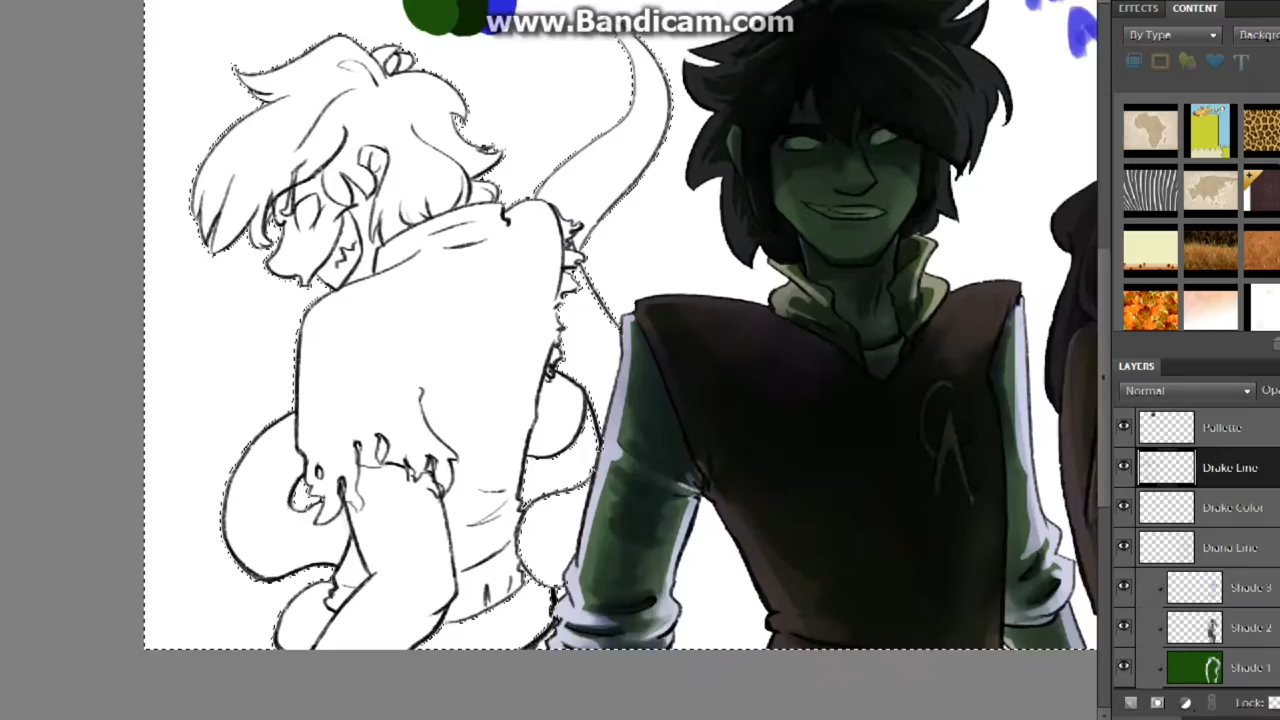 www.Bandicam.com
EFFECTS CONTENT
By Type
T
LAYERS
Normal
Pallette
Drake Line
Drake Color
Diana Line
Shade 3
Shade 2
Shade 1
Lock: